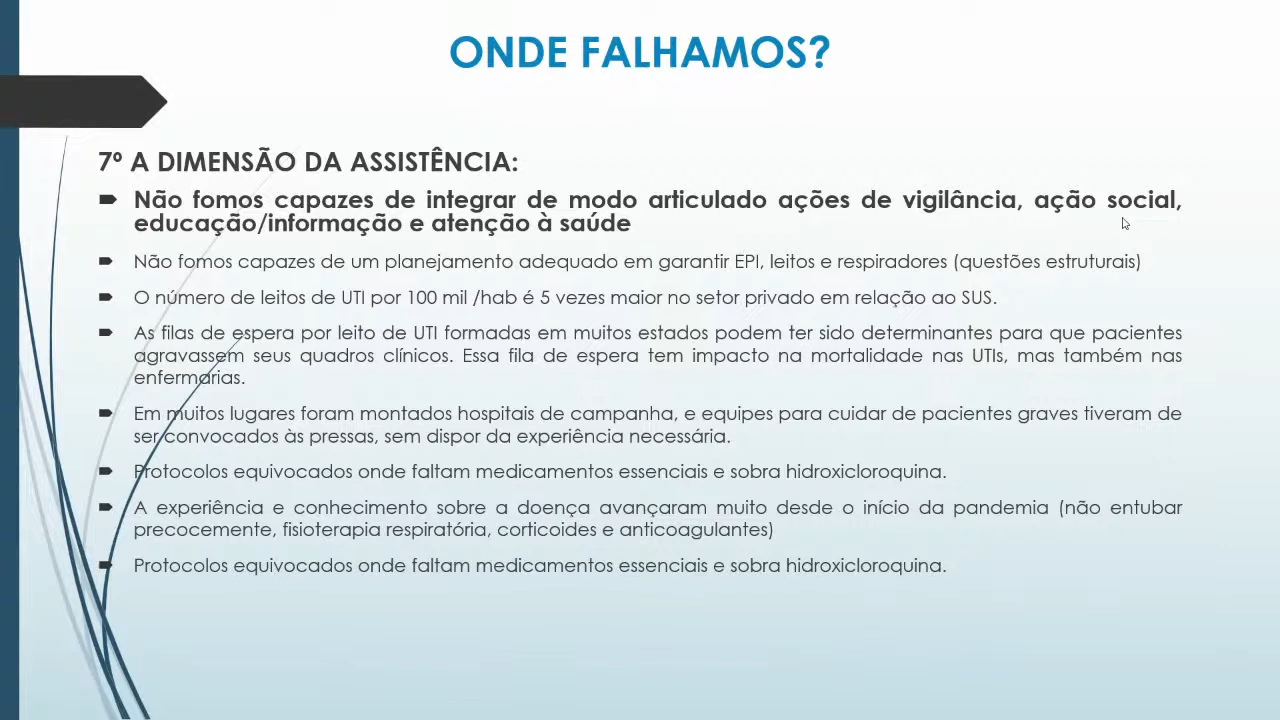 ONDE FALHAMOS?
7º A DIMENSÃO DA ASSISTÊNCIA:
Não fomos capazes de integrar de modo articulado ações de vigilância, ação social,
educação/informação e atenção à saúde
Não fomos capazes de um planejamento adequado em garantir EPI, leitos e respiradores (questões estruturais)
O número de leitos de UTI por 100 mil /hab é 5 vezes maior no setor privado em relação ao SUS.
As filas de espera por leito de UTI formadas em muitos estados podem ter sido determinantes para que pacientes
agravassem seus quadros clínicos. Essa fila de espera tem impacto na mortalidade nas UTIs, mas também nas
enfermarias.
Em muitos lugares foram montados hospitais de campanha, e equipes para cuidar de pacientes graves tiveram de
ser convocados às pressas, sem dispor da experiência necessária.
Protocolos equivocados onde faltam medicamentos essenciais e sobra hidroxicloroquina.
A experiência e conhecimento sobre a doença avançaram muito desde o início da pandemia (não entubar
precocemente, fisioterapia respiratória, corticoides e anticoagulantes)
Protocolos equivocados onde faltam medicamentos essenciais e sobra hidroxicloroquina.